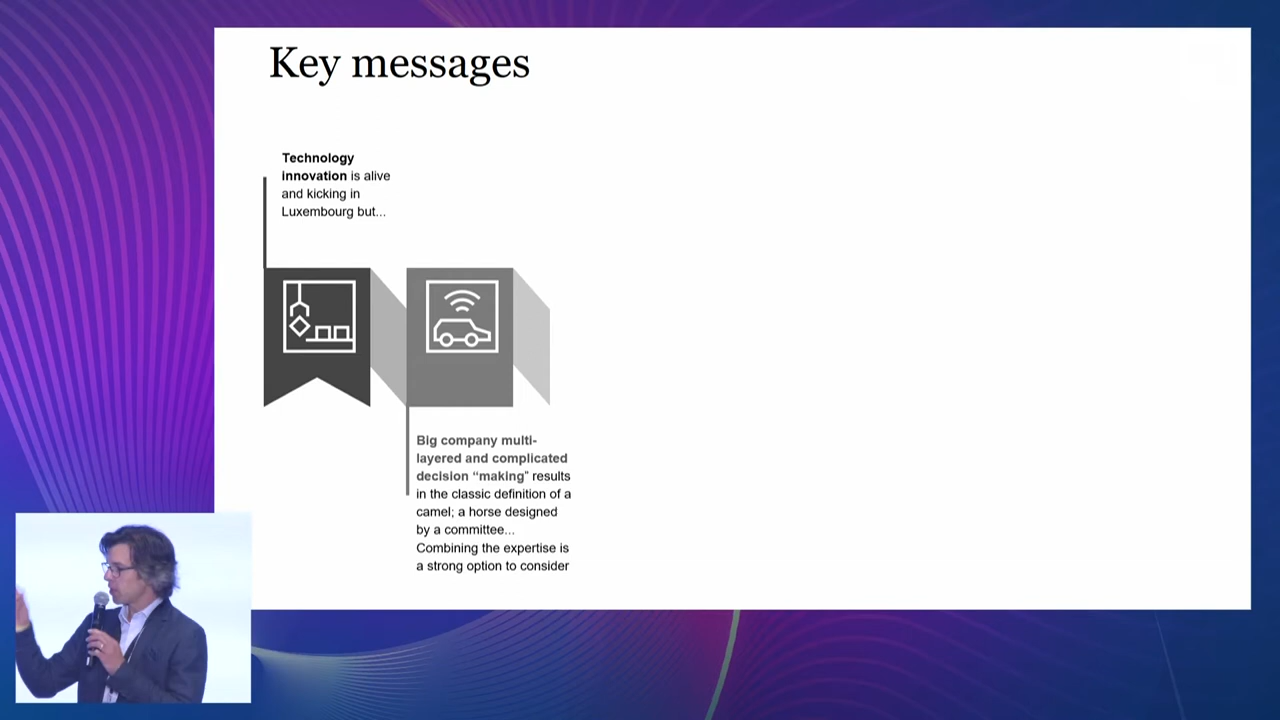 Key messages
Technology
innovation is alive
and kicking in
Luxembourg but...
Big company multi-
layered and complicated
decision “making” results
in the classic definition of a
camel; a horse designed
by a committee...
Combining the expertise is
a strong option to consider